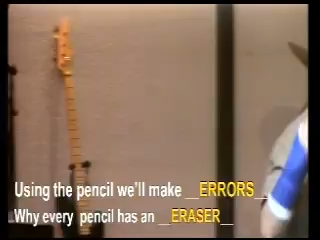 Using the pencil we'll make __ERRORS__
Why every pencil has an __ERASER__